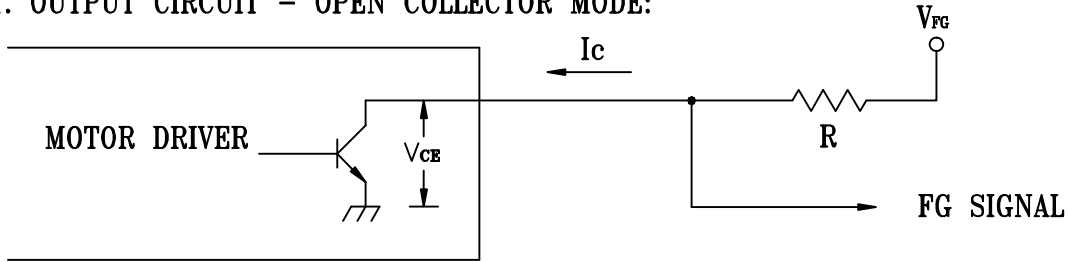 . OUTPUT CIRCUIT - OPEN COLLECTOR MODE:
VFG
Ic
MOTOR DRIVER
VCE
R
FG SIGNAL